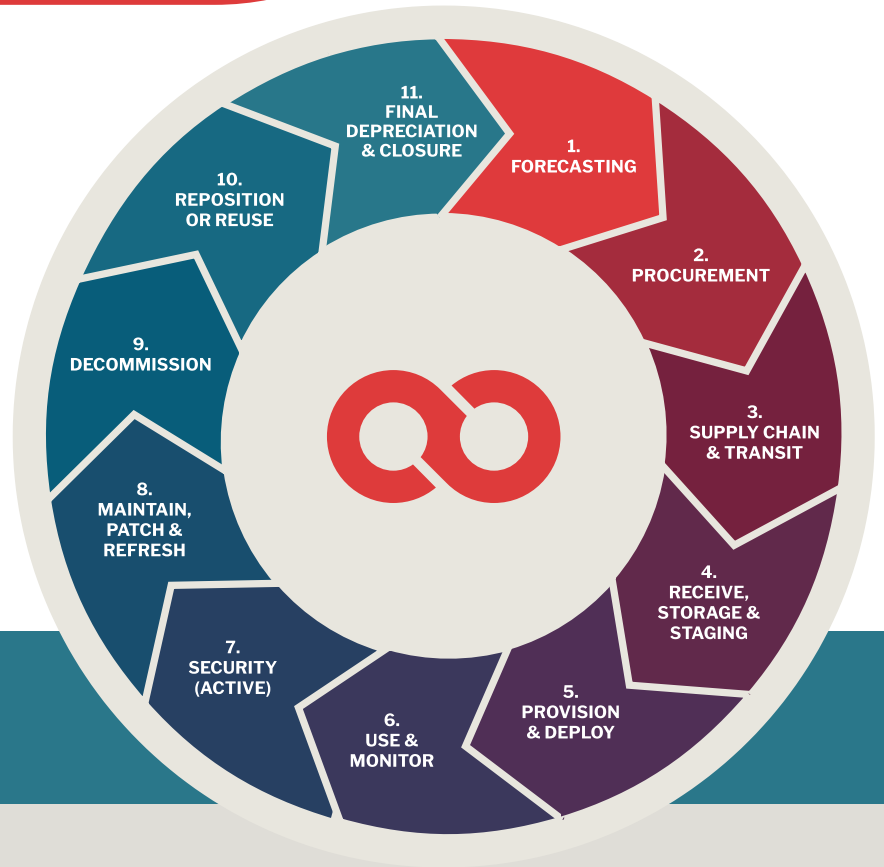 1.
FORECASTING
2.
PROCUREMENT
3.
SUPPLY CHAIN
& TRANSIT
4.
RECEIVE,
STORAGE &
STAGING
5.
PROVISION
& DEPLOY
6.
USE &
MONITOR
7.
SECURITY
(ACTIVE)
8.
MAINTAIN,
PATCH &
REFRESH
9.
DECOMMISSION
10.
REPOSITION
OR REUSE
11.
FINAL
DEPRECIATION
& CLOSURE